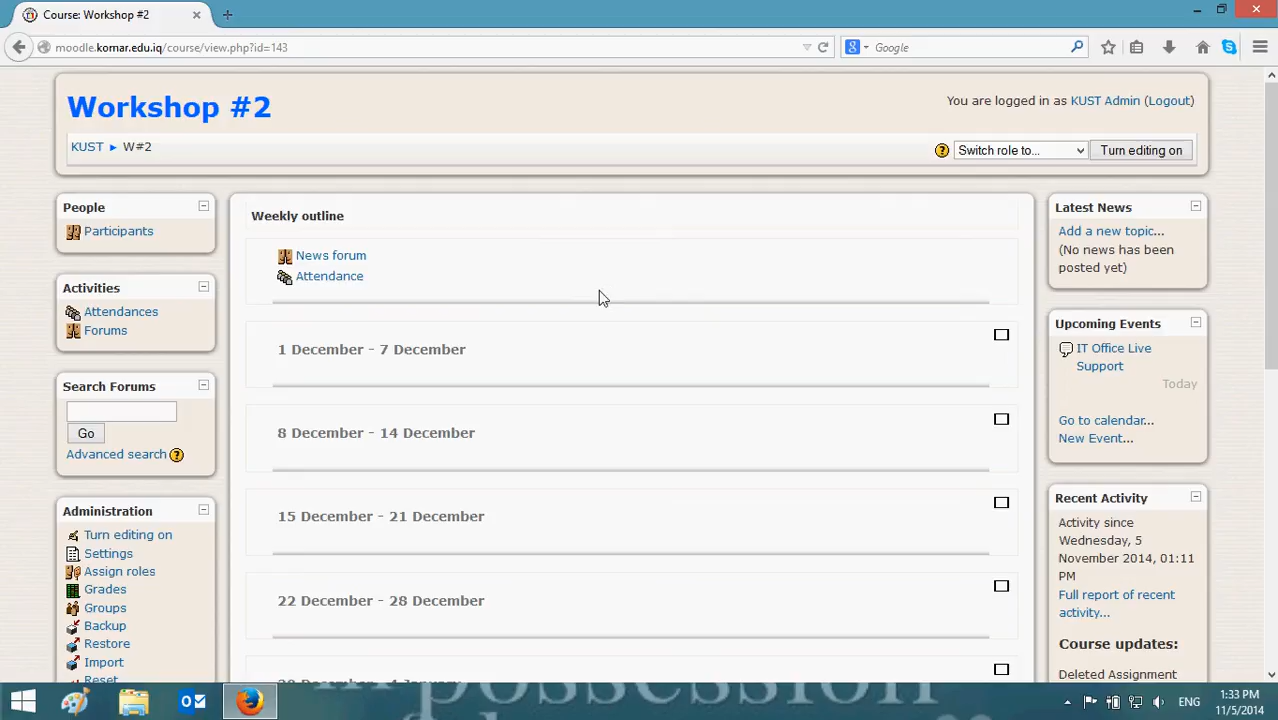 Course: Workshop #2
moodle.komar.edu.iq/course/view.php?id=143
Google
Workshop #2
You are logged in as KUST Admin (Logout)
KUST ► W#2
Switch role to...
Turn editing on
People
Participants
Activities
Attendances
Forums
Search Forums
Go
Advanced search
Administration
Turn editing on
Settings
Assign roles
Grades
Groups
Backup
Restore
Import
Reset
Weekly outline
News forum
Attendance
1 December - 7 December
8 December - 14 December
15 December - 21 December
22 December - 28 December
29 December - 4 January
Latest News
Add a new topic...
(No news has been
posted yet)
Upcoming Events
IT Office Live
Support
Today
Go to calendar...
New Event...
Recent Activity
Activity since
Wednesday, 5
November 2014, 01:11
PM
Full report of recent
activity...
Course updates:
Deleted Assignment
in possession
ENG
1:33 PM
11/5/2014